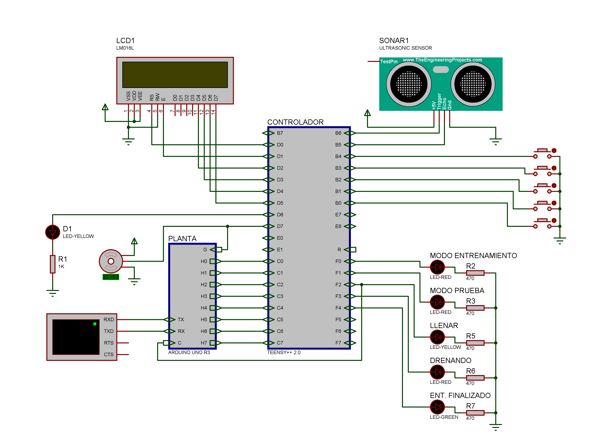 LCD1
LM016L
VSS VDD VEE RS RW E D0 D1 D2 D3 D4 D5 D6 D7
SONAR1
ULTRASONIC SENSOR
TestPin
www.TheEngineeringProjects.com
+5V Trigger Echo Gnd
CONTROLADOR
B7 B6
D0 B5
D1 B4
D2 B3
D3 B2
D4 B1
D5 B0
D6 E7
D7 E6
E0
E1 R
C0 F0
C1 F1
C2 F2
C3 F3
C4 F4
C5 F5
C6 F6
C7 F7
TEENSY++ 2.0
D1
LED-YELLOW
R1
1K
PLANTA
G
H0
H1
H2
H3
H4
TX H5
RX H6
C H7
ARDUINO UNO R3
RXD
TXD
RTS
CTS
MODO ENTRENAMIENTO
R2
LED-RED
470
MODO PRUEBA
R3
LED-RED
470
LLENAR
R5
LED-YELLOW
470
DRENANDO
R6
LED-RED
470
ENT. FINALIZADO
R7
LED-GREEN
470